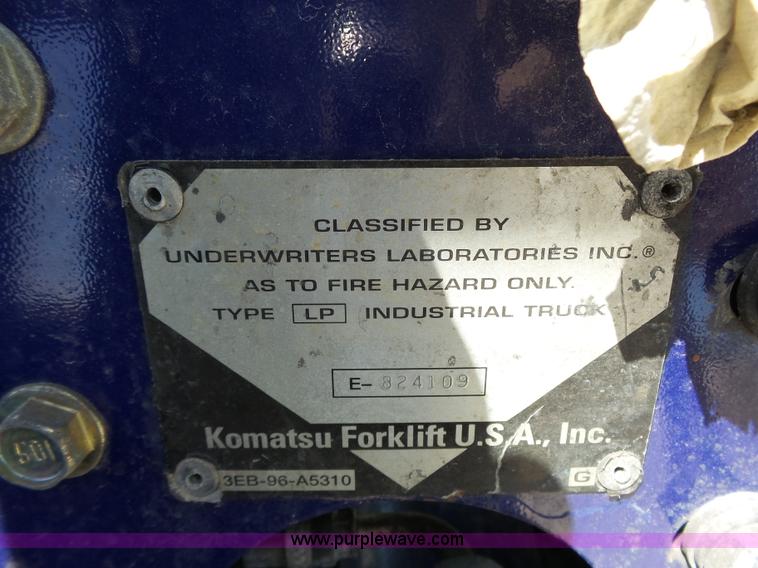 CLASSIFIED BY
UNDERWRITERS LABORATORIES INC.®
AS TO FIRE HAZARD ONLY.
TYPE LP INDUSTRIAL TRUCK
E-824109
Komatsu Forklift U.S.A., Inc.
3EB-96-A5310 G
601
www.purplewave.com